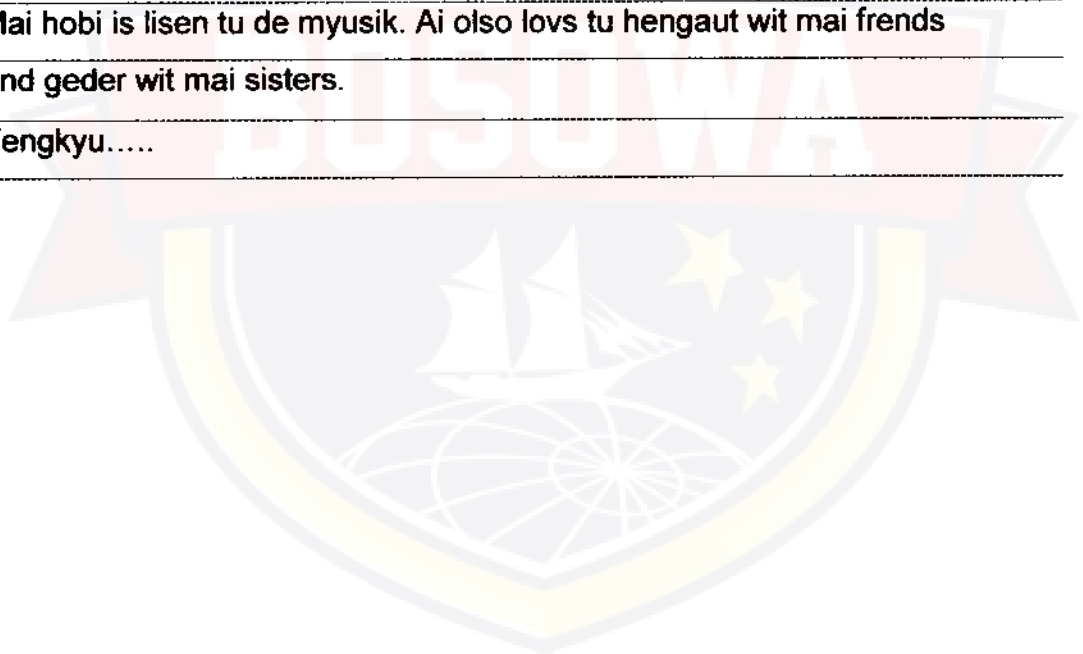 BOSOWA
Mai hobi is lisen tu de myusik. Ai olso lovs tu hengaut wit mai frends
nd geder wit mai sisters.
engkyu.....